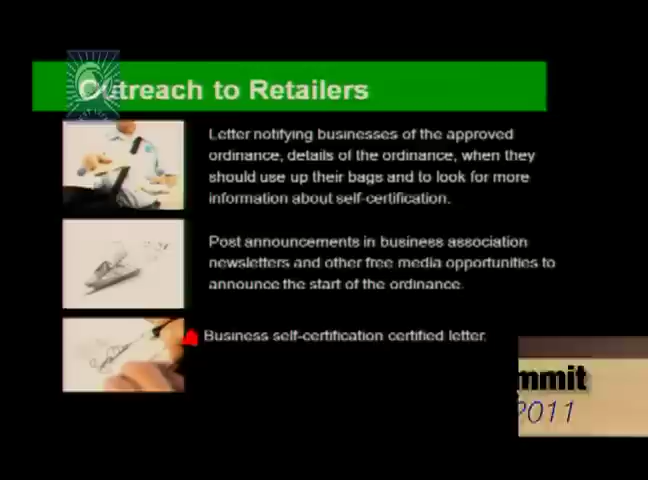 Outreach to Retailers
Letter notifying businesses of the approved
ordinance, details of the ordinance, when they
should use up their bags and to look for more
information about self-certification.
Post announcements in business association
newsletters and other free media opportunities to
announce the start of the ordinance.
Business self-certification certified letter.
mmit
2011